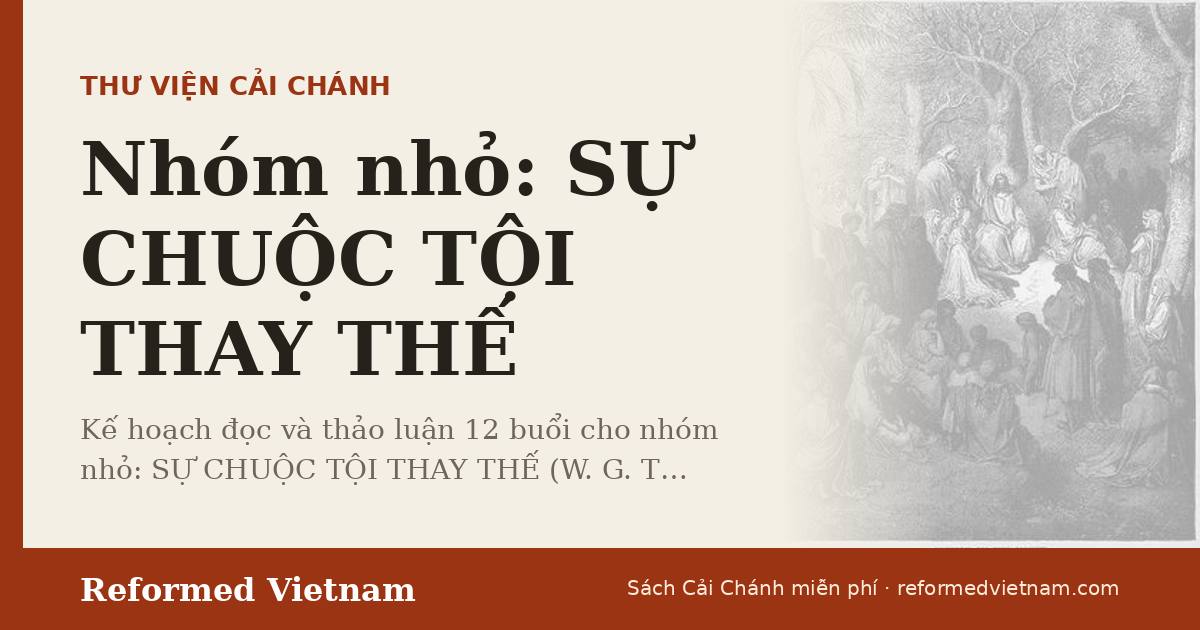 THƯ VIỆN CẢI CHÁNH
Nhóm nhỏ: SỰ
CHUỘC TỘI
THAY THẾ
Kế hoạch đọc và thảo luận 12 buổi cho nhóm
nhỏ: SỰ CHUỘC TỘI THAY THẾ (W. G. T...
Reformed Vietnam
Sách Cải Chánh miễn phí · reformedvietnam.com